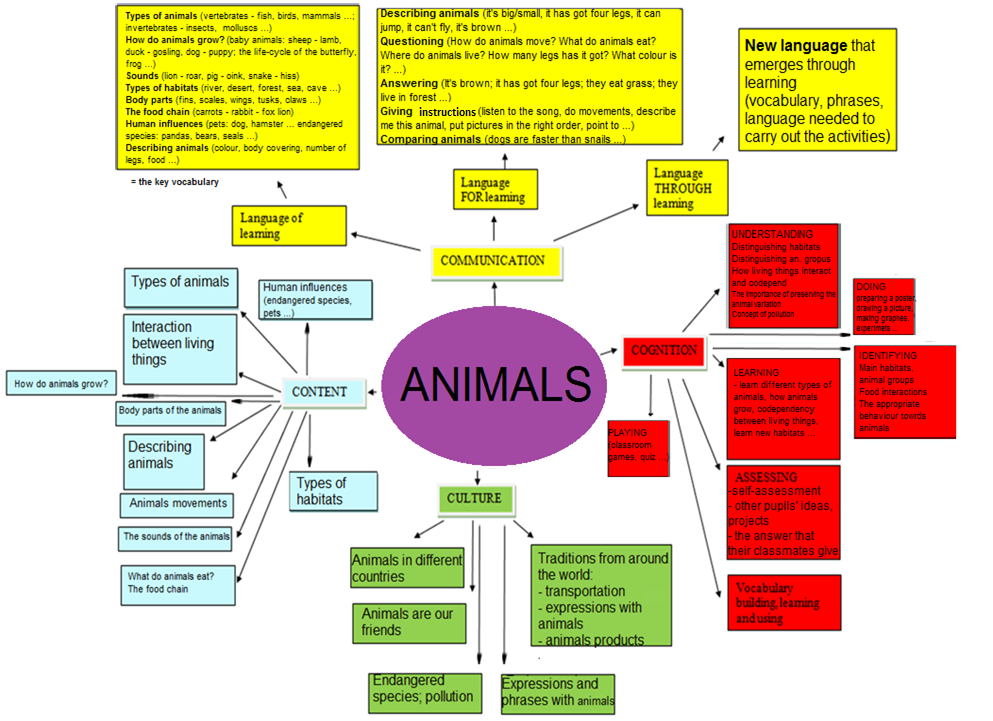 Types of animals (vertebrates - fish, birds, mammals ...;
invertebrates - insects, molluscs ...)
How do animals grow? (baby animals: sheep - lamb,
duck - gosling, dog - puppy; the life-cycle of the butterfly,
frog ...)
Sounds (lion - roar, pig - oink, snake - hiss)
Types of habitats (river, desert, forest, sea, cave ...)
Body parts (fins, scales, wings, tusks, claws ...)
The food chain (carrots - rabbit - fox lion)
Human influences (pets: dog, hamster ... endangered
species: pandas, bears, seals ...)
Describing animals (colour, body covering, number of
legs, food ...)
= the key vocabulary
Describing animals (it's big/small, it has got four legs, it can
jump, it can't fly, it's brown ...)
Questioning (How do animals move? What do animals eat?
Where do animals live? How many legs has it got? What colour is
it? ...)
Answering (It's brown; it has got four legs; they eat grass; they
live in forest ...)
Giving instructions (listen to the song, do movements, describe
me this animal, put pictures in the right order, point to ...)
Comparing animals (dogs are faster than snails ...)
New language that
emerges through
learning
(vocabulary, phrases,
language needed to
carry out the activities)
Language of
learning
Language
FOR learning
Language
THROUGH
learning
COMMUNICATION
Types of animals
Human influences
(endangered species,
pets ...)
Interaction
between living
things
How do animals grow?
Body parts of the animals
Describing
animals
Animals movements
The sounds of the animals
What do animals eat?
The food chain
Types of
habitats
CONTENT
ANIMALS
COGNITION
UNDERSTANDING
Distinguishing habitats
Distinguishing an. gropus
How living things interact
and codepend
The importance of preserving the
animal variation
Concept of pollution
DOING
preparing a poster,
drawing a picture,
making graphes,
experimets ...
IDENTIFYING
Main habitats,
animal groups
Food interactions
The appropriate
behaviour towrds
animals
LEARNING
- learn different types of
animals, how animals
grow, codependency
between living things,
learn new habitats ...
PLAYING
(classroom
games, quiz ...)
ASSESSING
-self-assessment
- other pupils' ideas,
projects
- the answer that
their classmates give
Vocabulary
building, learning
and using
CULTURE
Animals in different
countries
Animals are our
friends
Endangered
species; pollution
Traditions from around
the world:
- transportation
- expressions with
animals
- animals products
Expressions and
phrases with animals